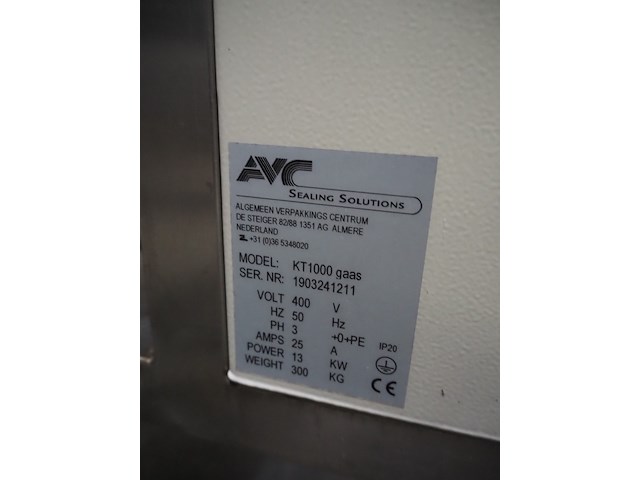 AVC
SEALING SOLUTIONS
ALGEMEEN VERPAKKINGS CENTRUM
DE STEIGER 82/88 1351 AG ALMERE
NEDERLAND
+31 (0)36 5348020
MODEL: KT1000 gaas
SER. NR: 1903241211
VOLT 400 V
HZ 50 Hz
PH 3 +0+PE IP20
AMPS 25 A
POWER 13 KW
WEIGHT 300 KG CE